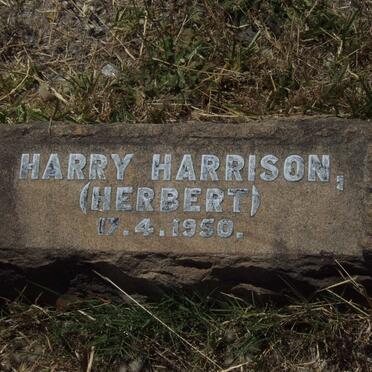 HARRY HARRISON,
(HERBERT)
17.4.1950.